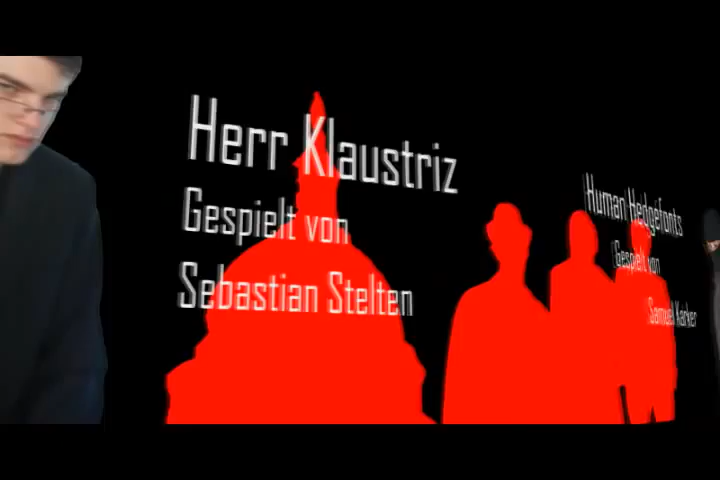 Herr Klaustriz
Gespielt von
Sebastian Stelten
Human Hedgefonts
Gespielt von
Samuel Karker